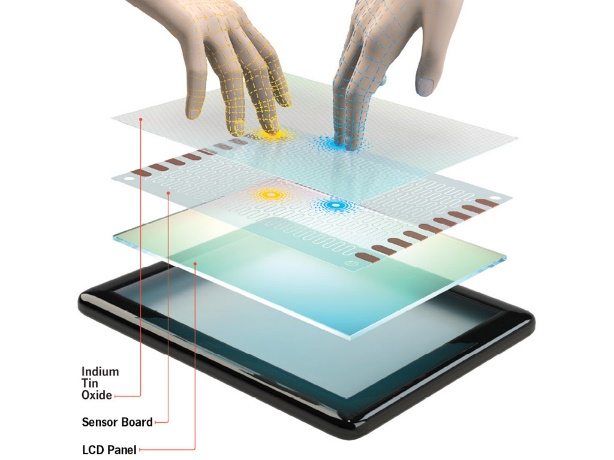 Indium
Tin
Oxide
Sensor Board
LCD Panel